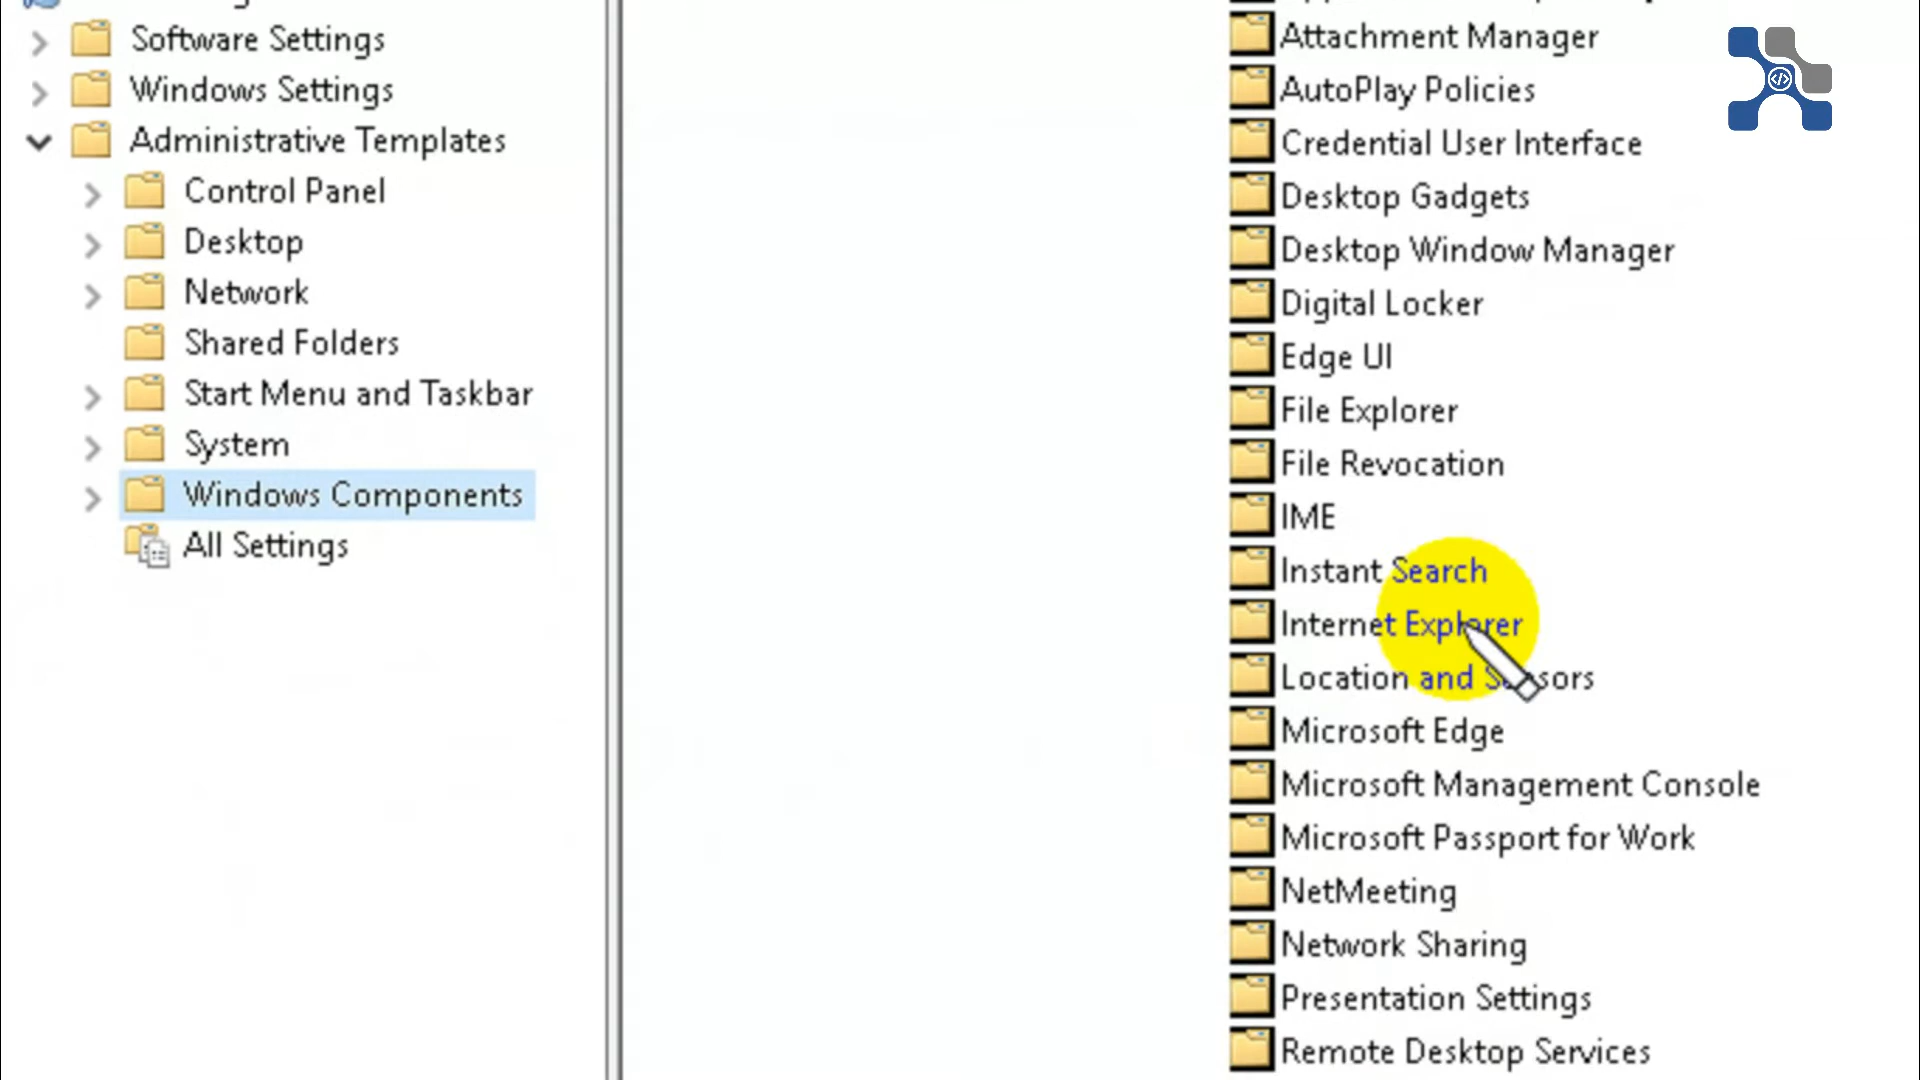 Software Settings
Windows Settings
Administrative Templates
Control Panel
Desktop
Network
Shared Folders
Start Menu and Taskbar
System
Windows Components
All Settings
Attachment Manager
AutoPlay Policies
Credential User Interface
Desktop Gadgets
Desktop Window Manager
Digital Locker
Edge UI
File Explorer
File Revocation
IME
Instant Search
Internet Explorer
Location and Sensors
Microsoft Edge
Microsoft Management Console
Microsoft Passport for Work
NetMeeting
Network Sharing
Presentation Settings
Remote Desktop Services